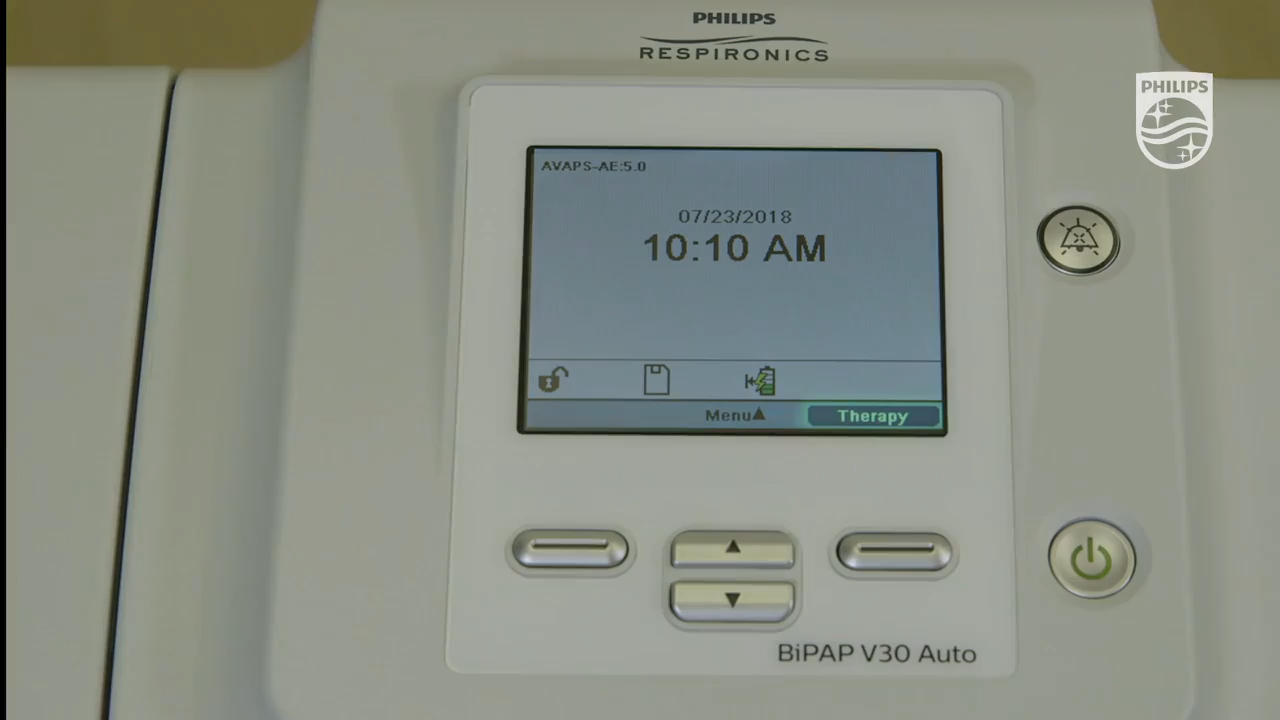 PHILIPS
RESPIRONICS
PHILIPS
AVAPS-AE:5.0
07/23/2018
10:10 AM
Menu▲
Therapy
BiPAP V30 Auto